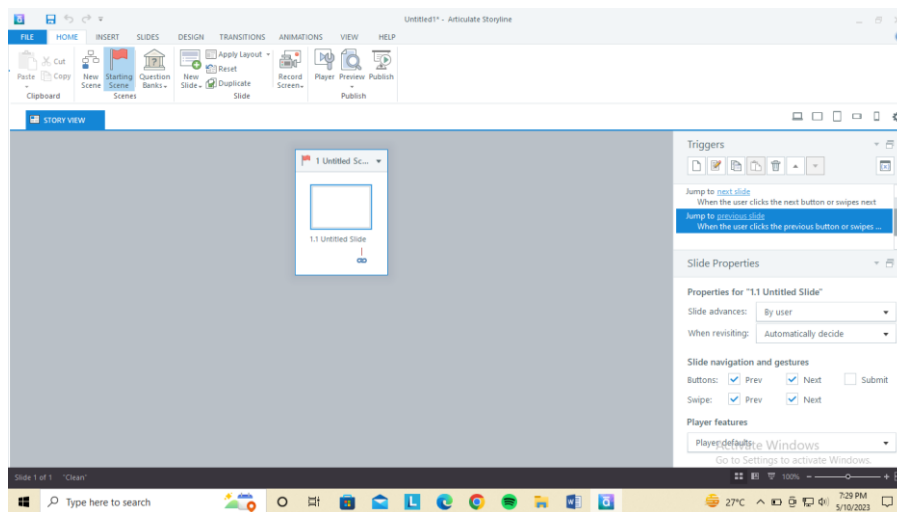 Untitled1* - Articulate Storyline
FILE HOME INSERT SLIDES DESIGN TRANSITIONS ANIMATIONS VIEW HELP
Paste Cut Copy New Scene Starting Scene Question Banks New Slide Apply Layout Reset Duplicate Record Screen Player Preview Publish
Clipboard Scenes Slide Publish
STORY VIEW
1 Untitled Sc...
1.1 Untitled Slide
Triggers
Jump to next slide
When the user clicks the next button or swipes next
Jump to previous slide
When the user clicks the previous button or swipes ...
Slide Properties
Properties for "1.1 Untitled Slide"
Slide advances: By user
When revisiting: Automatically decide
Slide navigation and gestures
Buttons: Prev Next Submit
Swipe: Prev Next
Player features
Player defaults
Activate Windows
Go to Settings to activate Windows.
Slide 1 of 1 "Clean" 100%
Type here to search 27°C 7:29 PM
5/10/2023